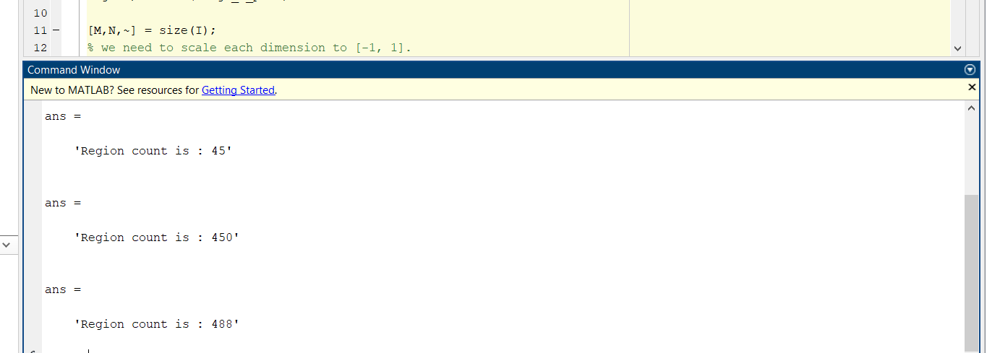 10
11 – [M,N,~] = size(I);
12 % we need to scale each dimension to [-1, 1].
Command Window
New to MATLAB? See resources for Getting Started.
ans =
'Region count is : 45'
ans =
'Region count is : 450'
ans =
'Region count is : 488'